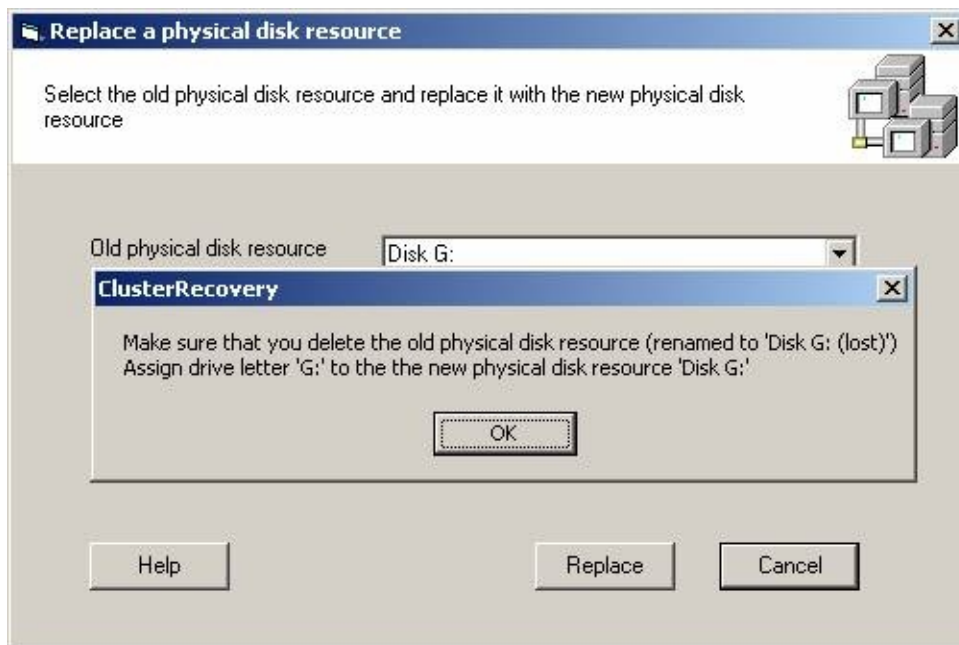 Replace a physical disk resource
Select the old physical disk resource and replace it with the new physical disk
resource
Old physical disk resource
Disk G:
ClusterRecovery
Make sure that you delete the old physical disk resource (renamed to 'Disk G: (lost)')
Assign drive letter 'G:' to the the new physical disk resource 'Disk G:'
OK
Help
Replace
Cancel